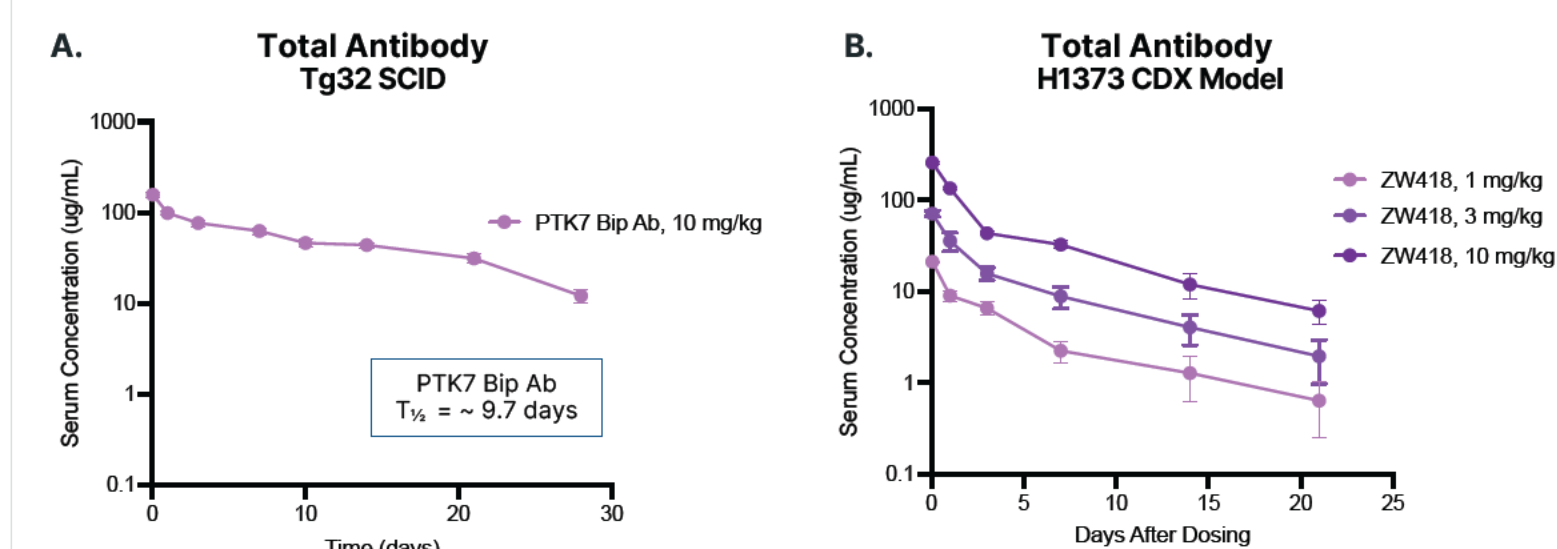 A.
Total Antibody
Tg32 SCID
Serum Concentration (ug/mL)
1000
100
10
1
0.1
0
10
20
30
Time (days)
PTK7 Bip Ab, 10 mg/kg
PTK7 Bip Ab
T½ = ~ 9.7 days
B.
Total Antibody
H1373 CDX Model
Serum Concentration (ug/mL)
1000
100
10
1
0.1
0
5
10
15
20
25
Days After Dosing
ZW418, 1 mg/kg
ZW418, 3 mg/kg
ZW418, 10 mg/kg